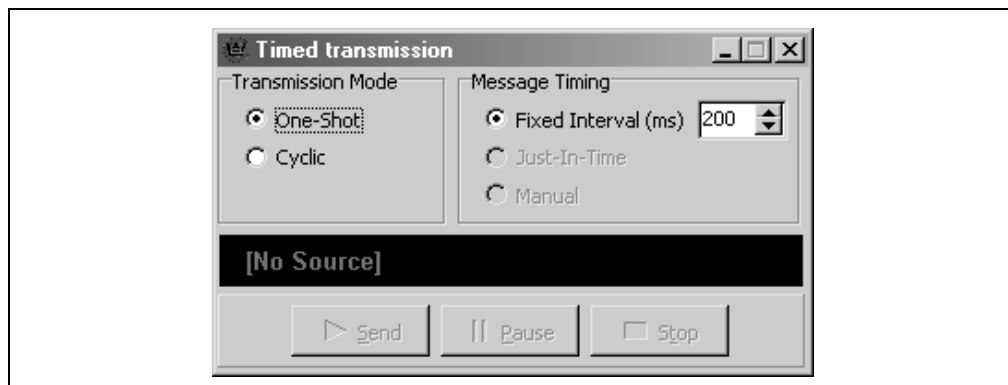 Timed transmission
Transmission Mode
One-Shot
Cyclic
Message Timing
Fixed Interval (ms) 200
Just-In-Time
Manual
[No Source]
Send Pause Stop